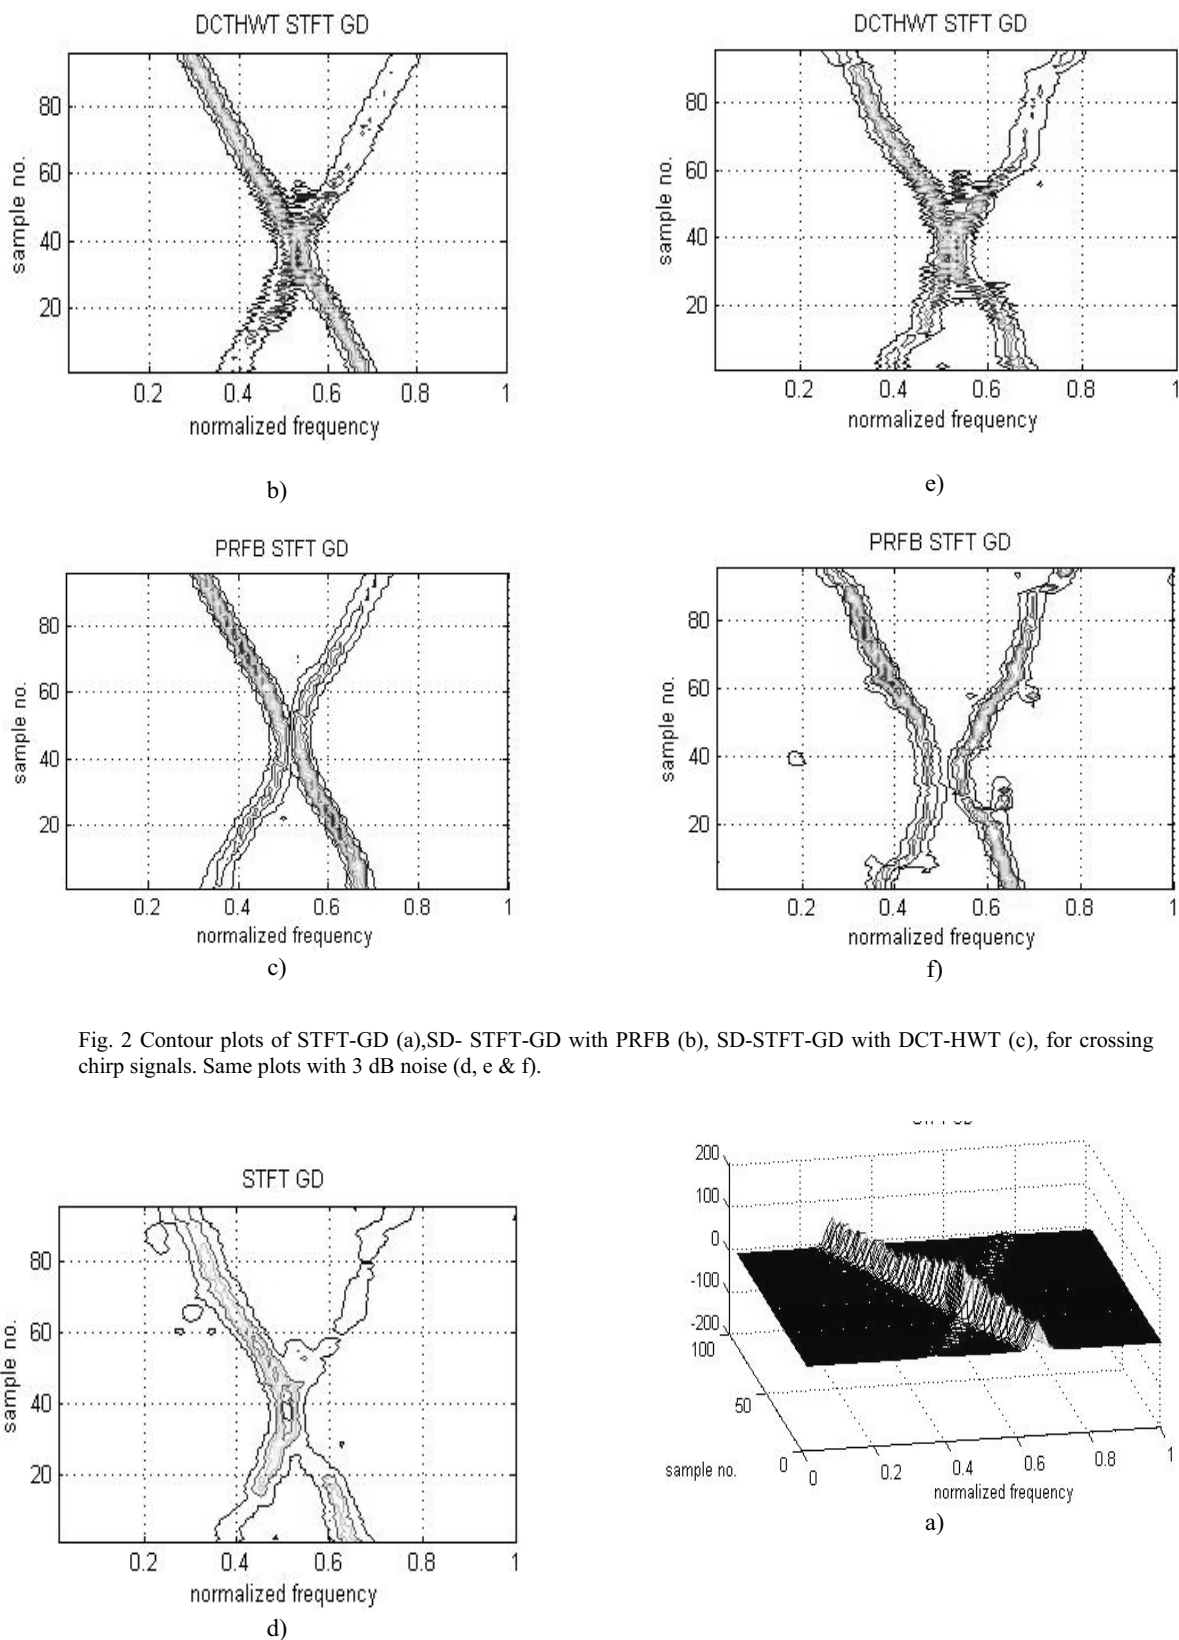 DCTHWT STFT GD
80
60
40
20
sample no.
0.2 0.4 0.6 0.8 1
normalized frequency
b)
DCTHWT STFT GD
80
60
40
20
sample no.
0.2 0.4 0.6 0.8 1
normalized frequency
e)
PRFB STFT GD
80
60
40
20
sample no.
0.2 0.4 0.6 0.8 1
normalized frequency
c)
PRFB STFT GD
80
60
40
20
sample no.
0.2 0.4 0.6 0.8 1
normalized frequency
f)
Fig. 2 Contour plots of STFT-GD (a),SD- STFT-GD with PRFB (b), SD-STFT-GD with DCT-HWT (c), for crossing
chirp signals. Same plots with 3 dB noise (d, e & f).
STFT GD
80
60
40
20
sample no.
0.2 0.4 0.6 0.8 1
normalized frequency
d)
200
100
0
-100
-200
100
50
0
sample no.
0 0.2 0.4 0.6 0.8 1
normalized frequency
a)